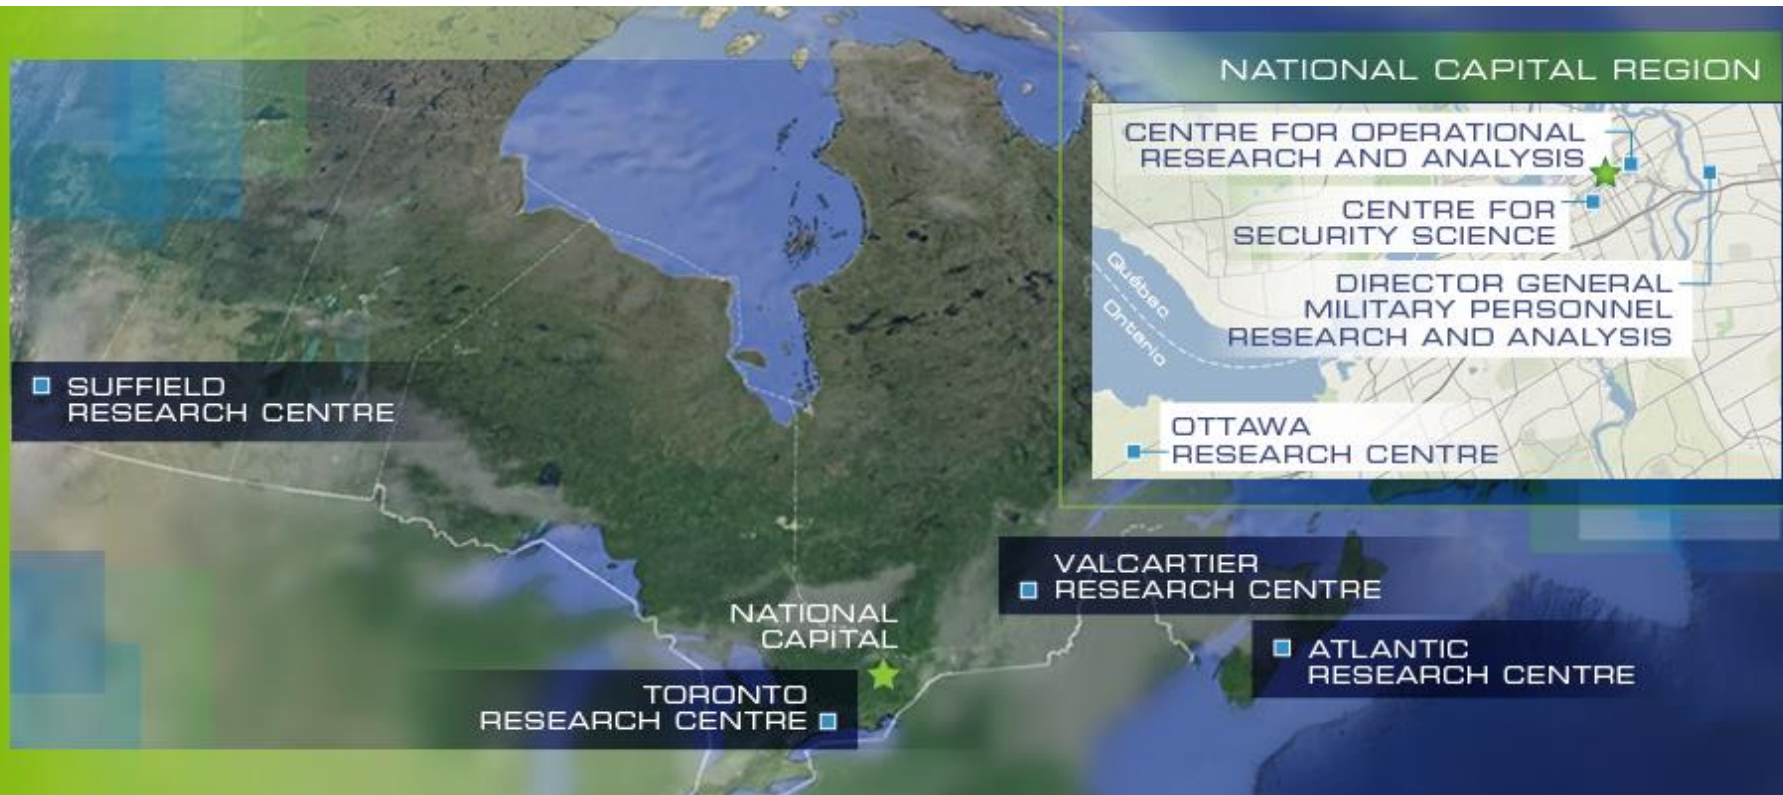 NATIONAL CAPITAL REGION
CENTRE FOR OPERATIONAL
RESEARCH AND ANALYSIS
CENTRE FOR
SECURITY SCIENCE
DIRECTOR GENERAL
MILITARY PERSONNEL
RESEARCH AND ANALYSIS
Québec
Ontario
OTTAWA
RESEARCH CENTRE
SUFFIELD
RESEARCH CENTRE
VALCARTIER
RESEARCH CENTRE
NATIONAL
CAPITAL
ATLANTIC
RESEARCH CENTRE
TORONTO
RESEARCH CENTRE